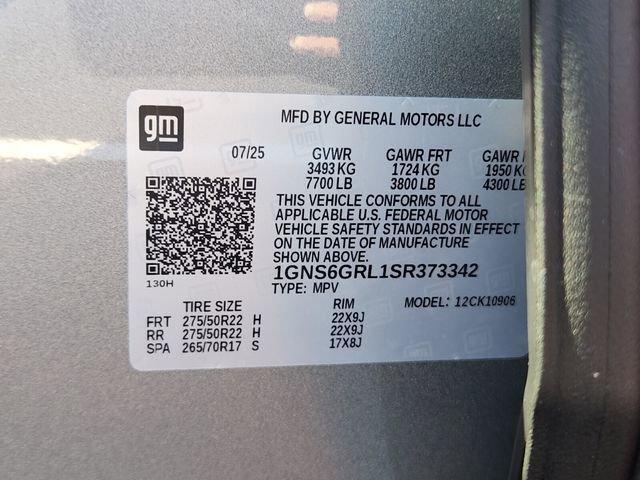 gm
MFD BY GENERAL MOTORS LLC
07/25 GVWR GAWR FRT GAWR
3493 KG 1724 KG 1950 KG
7700 LB 3800 LB 4300 LB
THIS VEHICLE CONFORMS TO ALL
APPLICABLE U.S. FEDERAL MOTOR
VEHICLE SAFETY STANDARDS IN EFFECT
ON THE DATE OF MANUFACTURE
SHOWN ABOVE.
1GNS6GRL1SR373342
130H
TYPE: MPV
MODEL: 12CK10906
TIRE SIZE RIM
FRT 275/50R22 H 22X9J
RR 275/50R22 H 22X9J
SPA 265/70R17 S 17X8J